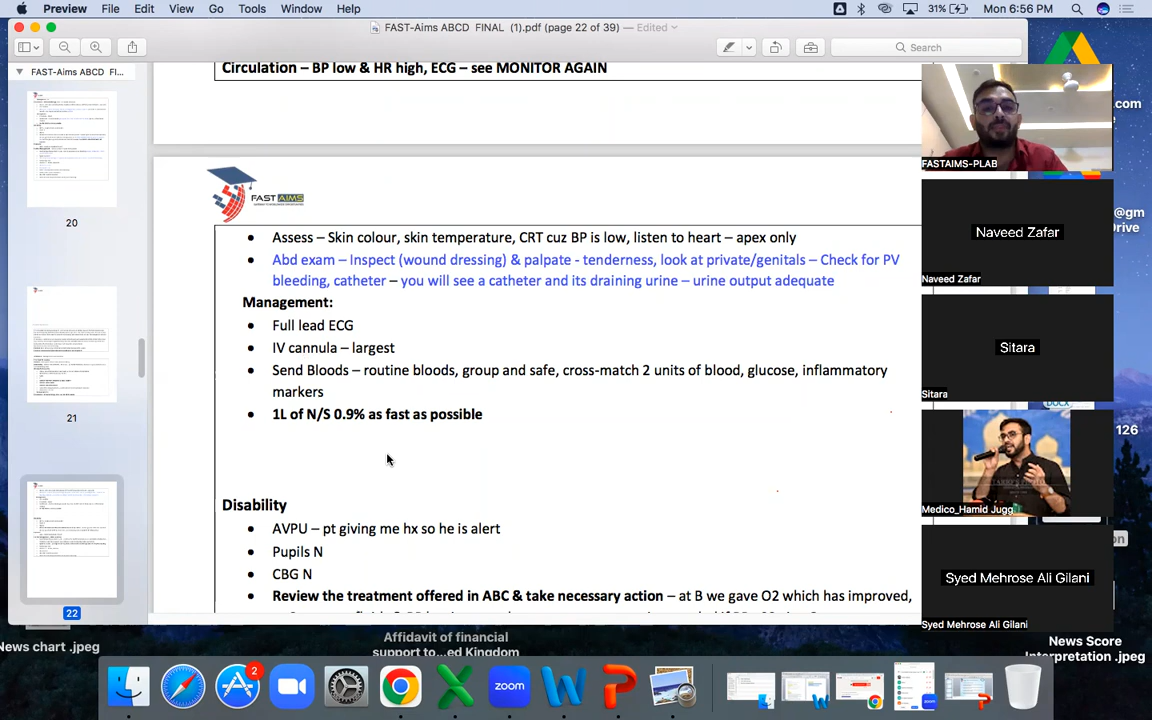 Preview File Edit View Go Tools Window Help
31% Mon 6:56 PM
FAST-Aims ABCD FINAL (1).pdf (page 22 of 39) — Edited
Search
FAST-Aims ABCD FI...
20
21
22
Circulation – BP low & HR high, ECG – see MONITOR AGAIN
FAST AIMS
• Assess – Skin colour, skin temperature, CRT cuz BP is low, listen to heart – apex only
• Abd exam – Inspect (wound dressing) & palpate - tenderness, look at private/genitals – Check for PV
bleeding, catheter – you will see a catheter and its draining urine – urine output adequate
Management:
• Full lead ECG
• IV cannula – largest
• Send Bloods – routine bloods, group and safe, cross-match 2 units of blood, glucose, inflammatory
markers
• 1L of N/S 0.9% as fast as possible
Disability
• AVPU – pt giving me hx so he is alert
• Pupils N
• CBG N
• Review the treatment offered in ABC & take necessary action – at B we gave O2 which has improved,
FASTAIMS-PLAB
Naveed Zafar
Naveed Zafar
Sitara
Sitara
Medico_Hamid Jugg
Syed Mehrose Ali Gilani
Syed Mehrose Ali Gilani
.com
@gm
Drive
126
on
News chart .jpeg
Affidavit of financial
support to...ed Kingdom
News Score
Interpretation .jpeg
2
zoom